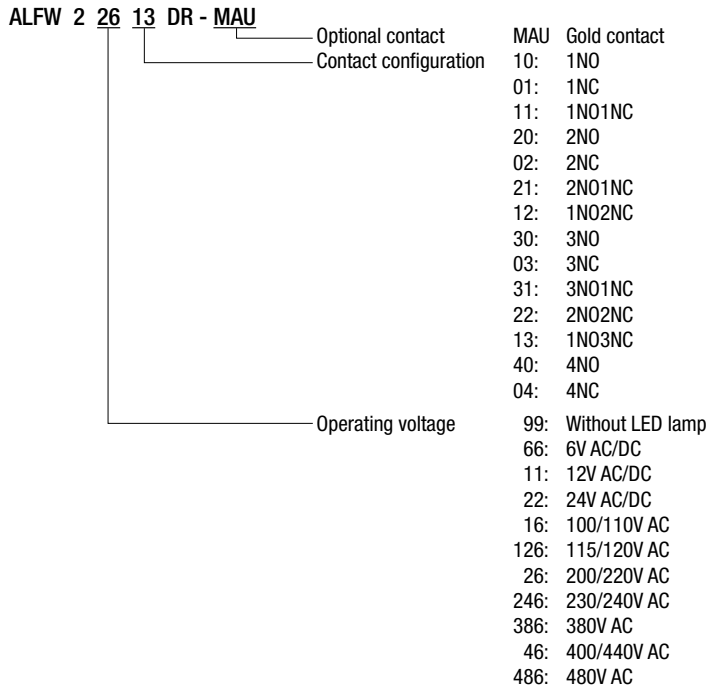 ALFW 2 26 13 DR - MAU
Optional contact MAU Gold contact
Contact configuration 10: 1NO
01: 1NC
11: 1NO1NC
20: 2NO
02: 2NC
21: 2NO1NC
12: 1NO2NC
30: 3NO
03: 3NC
31: 3NO1NC
22: 2NO2NC
13: 1NO3NC
40: 4NO
04: 4NC
Operating voltage 99: Without LED lamp
66: 6V AC/DC
11: 12V AC/DC
22: 24V AC/DC
16: 100/110V AC
126: 115/120V AC
26: 200/220V AC
246: 230/240V AC
386: 380V AC
46: 400/440V AC
486: 480V AC